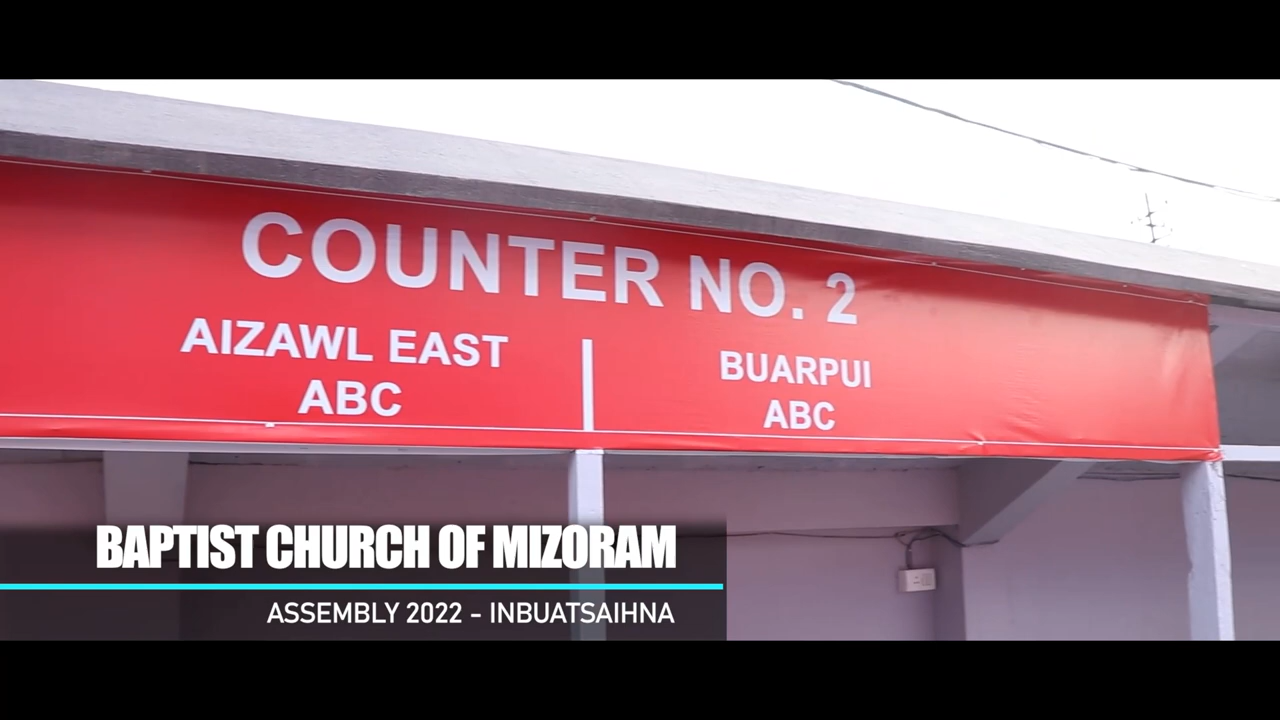 COUNTER NO. 2
AIZAWL EAST
ABC
BUARPUI
ABC
BAPTIST CHURCH OF MIZORAM
ASSEMBLY 2022 - INBUATSAIHNA